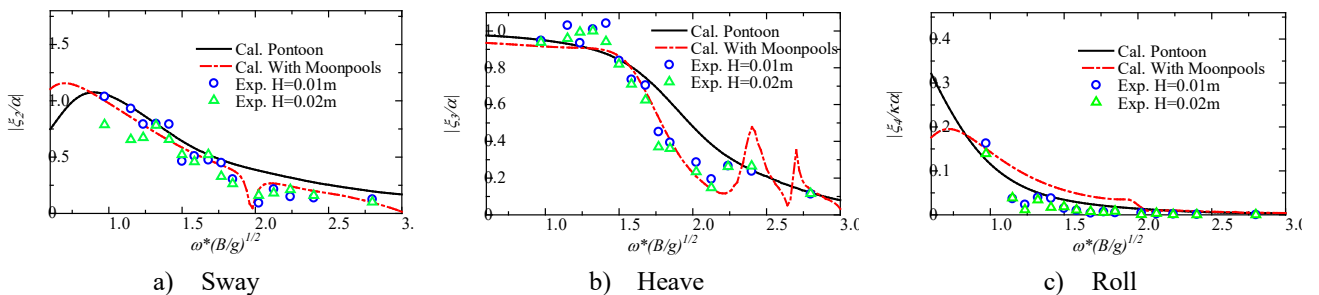 1.5
1.0
0.5
1.0
1.5
2.0
2.5
3.
|ξ2/α|
ω*(B/g)1/2
Cal. Pontoon
Cal. With Moonpools
Exp. H=0.01m
Exp. H=0.02m
a) Sway
1.0
0.8
0.6
0.4
0.2
0.0
1.0
1.5
2.0
2.5
3.
|ξ3/α|
ω*(B/g)1/2
Cal. Pontoon
Cal. With Moonpools
Exp. H=0.01m
Exp. H=0.02m
b) Heave
0.4
0.3
0.2
0.1
0.0
1.0
1.5
2.0
2.5
3.0
|ξ4/κα|
ω*(B/g)1/2
Cal. Pontoon
Cal. With Moonpools
Exp. H=0.01m
Exp. H=0.02m
c) Roll